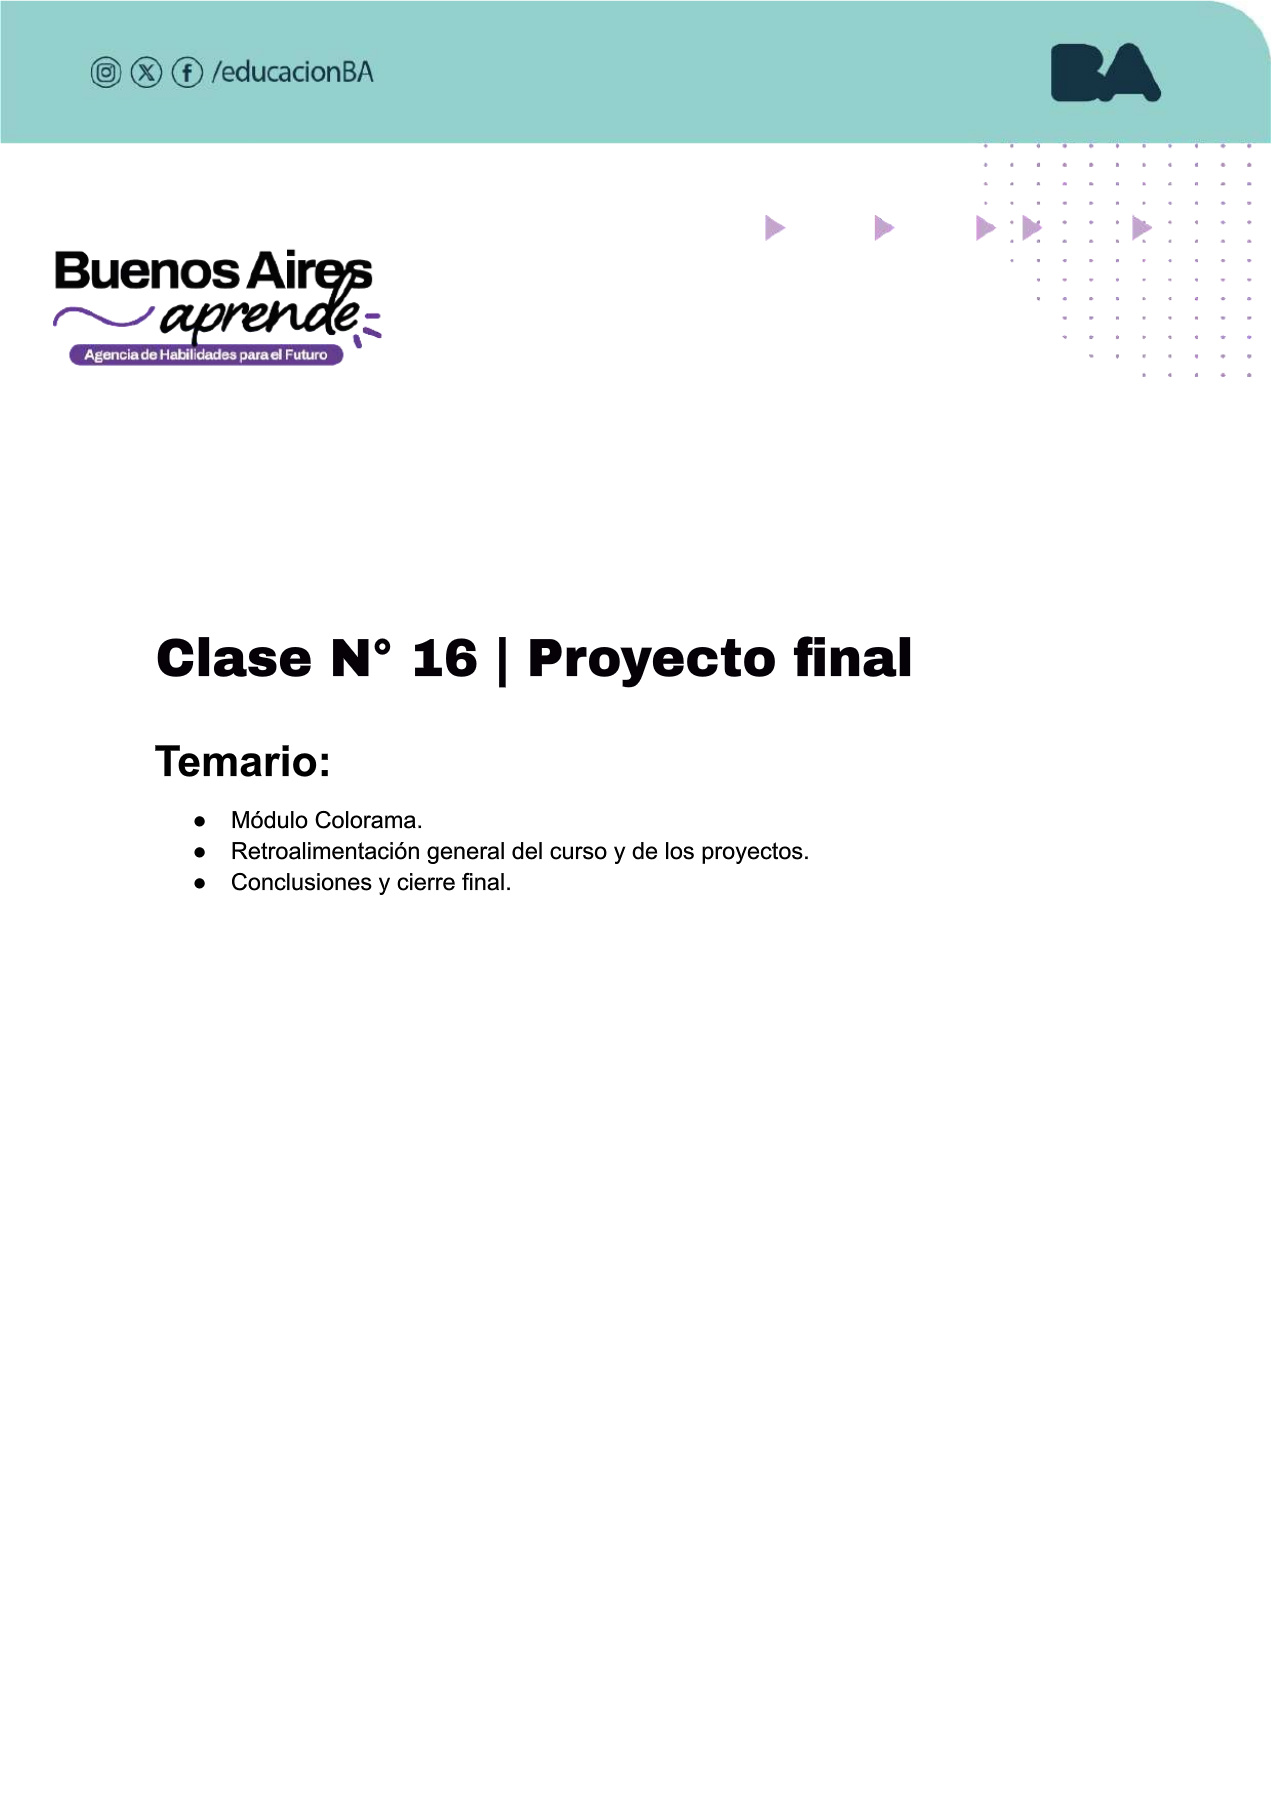 /educacionBA
BA
Buenos Aires
aprende
Agencia de Habilidades para el Futuro
Clase N° 16 | Proyecto final
Temario:
● Módulo Colorama.
● Retroalimentación general del curso y de los proyectos.
● Conclusiones y cierre final.